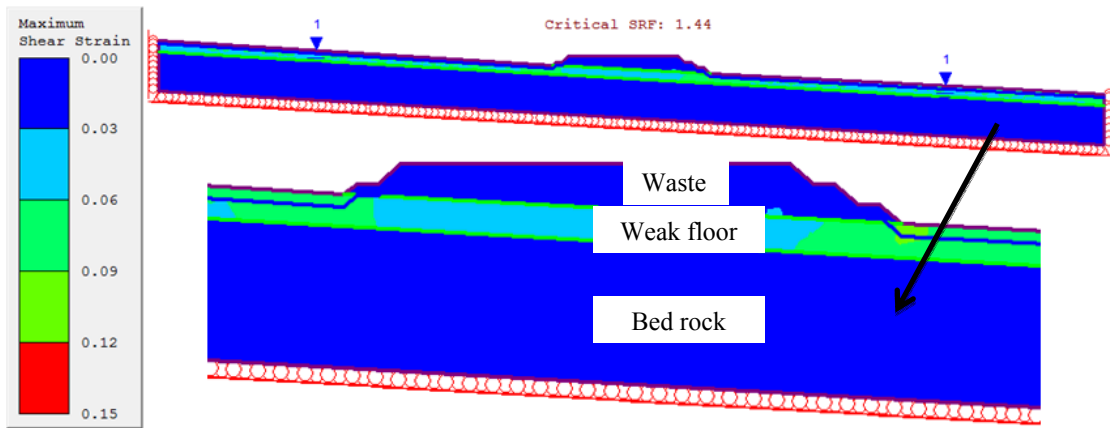 Maximum
Shear Strain
0.00
0.03
0.06
0.09
0.12
0.15
Critical SRF: 1.44
1
1
Waste
Weak floor
Bed rock